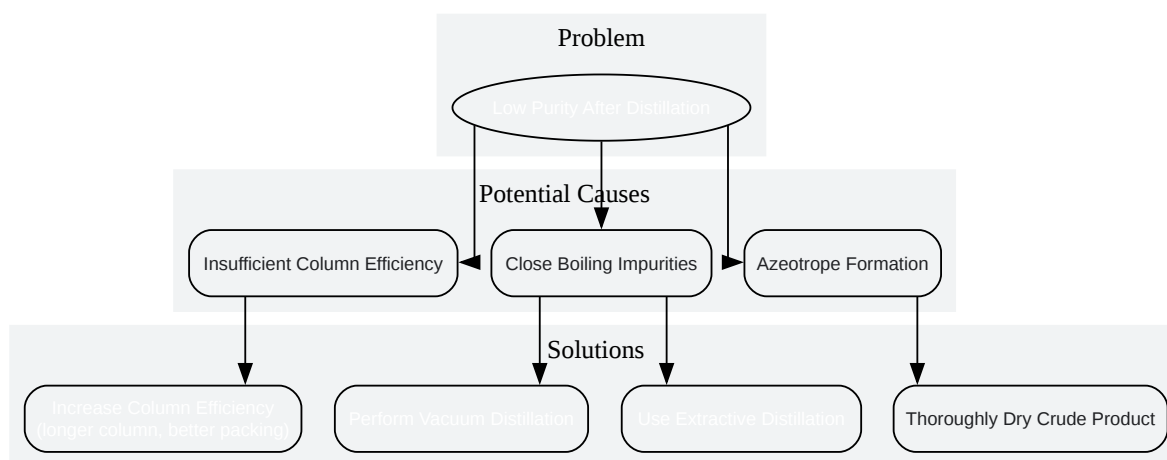 Problem
Low Purity After Distillation
Potential Causes
Insufficient Column Efficiency
Close Boiling Impurities
Azeotrope Formation
Solutions
Increase Column Efficiency
(longer column, better packing)
Perform Vacuum Distillation
Use Extractive Distillation
Thoroughly Dry Crude Product